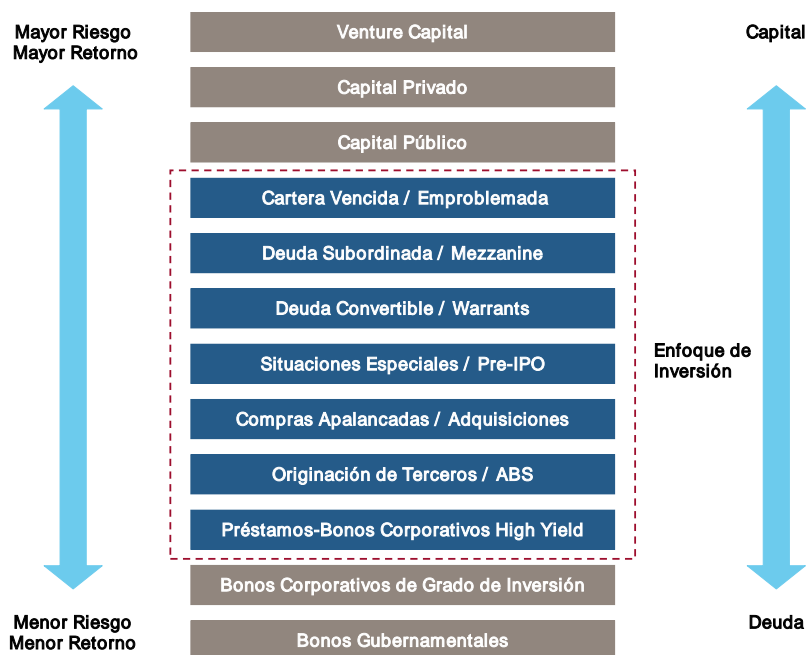 Mayor Riesgo
Mayor Retorno
Venture Capital
Capital
Capital Privado
Capital Público
Cartera Vencida / Emproblemada
Deuda Subordinada / Mezzanine
Deuda Convertible / Warrants
Situaciones Especiales / Pre-IPO
Enfoque de
Inversión
Compras Apalancadas / Adquisiciones
Originación de Terceros / ABS
Préstamos-Bonos Corporativos High Yield
Bonos Corporativos de Grado de Inversión
Menor Riesgo
Menor Retorno
Bonos Gubernamentales
Deuda